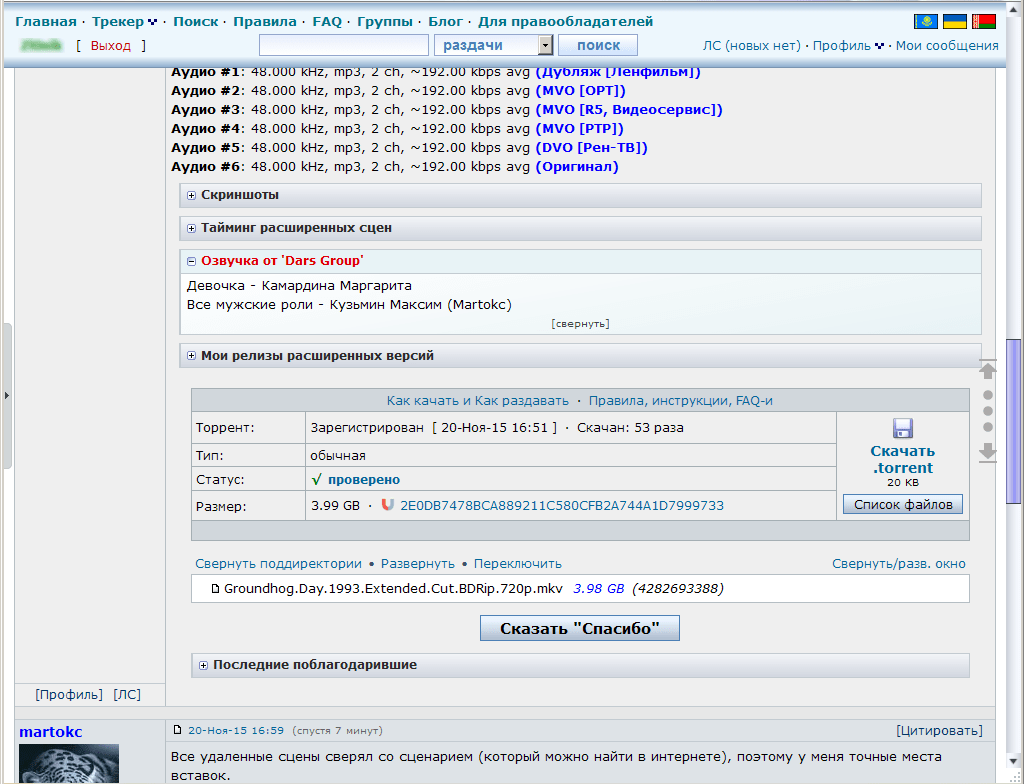 Главная · Трекер · Поиск · Правила · FAQ · Группы · Блог · Для правообладателей
[ Выход ] раздачи поиск ЛС (новых нет) · Профиль · Мои сообщения
Аудио #1: 48.000 kHz, mp3, 2 ch, ~192.00 kbps avg (Дубляж [Ленфильм])
Аудио #2: 48.000 kHz, mp3, 2 ch, ~192.00 kbps avg (MVO [ОРТ])
Аудио #3: 48.000 kHz, mp3, 2 ch, ~192.00 kbps avg (MVO [R5, Видеосервис])
Аудио #4: 48.000 kHz, mp3, 2 ch, ~192.00 kbps avg (MVO [РТР])
Аудио #5: 48.000 kHz, mp3, 2 ch, ~192.00 kbps avg (DVO [Рен-ТВ])
Аудио #6: 48.000 kHz, mp3, 2 ch, ~192.00 kbps avg (Оригинал)
Скриншоты
Тайминг расширенных сцен
Озвучка от 'Dars Group'
Девочка - Камардина Маргарита
Все мужские роли - Кузьмин Максим (Martokc)
[свернуть]
Мои релизы расширенных версий
Как качать и Как раздавать · Правила, инструкции, FAQ-и
Торрент: Зарегистрирован [ 20-Ноя-15 16:51 ] · Скачан: 53 раза
Тип: обычная
Статус: √ проверено
Размер: 3.99 GB · 2E0DB7478BCA889211C580CFB2A744A1D7999733
Скачать
.torrent
20 KB
Список файлов
Свернуть поддиректории • Развернуть • Переключить Свернуть/разв. окно
Groundhog.Day.1993.Extended.Cut.BDRip.720p.mkv 3.98 GB (4282693388)
Сказать "Спасибо"
Последние поблагодарившие
[Профиль] [ЛС]
martokc 20-Ноя-15 16:59 (спустя 7 минут) [Цитировать]
Все удаленные сцены сверял со сценарием (который можно найти в интернете), поэтому у меня точные места
вставок.